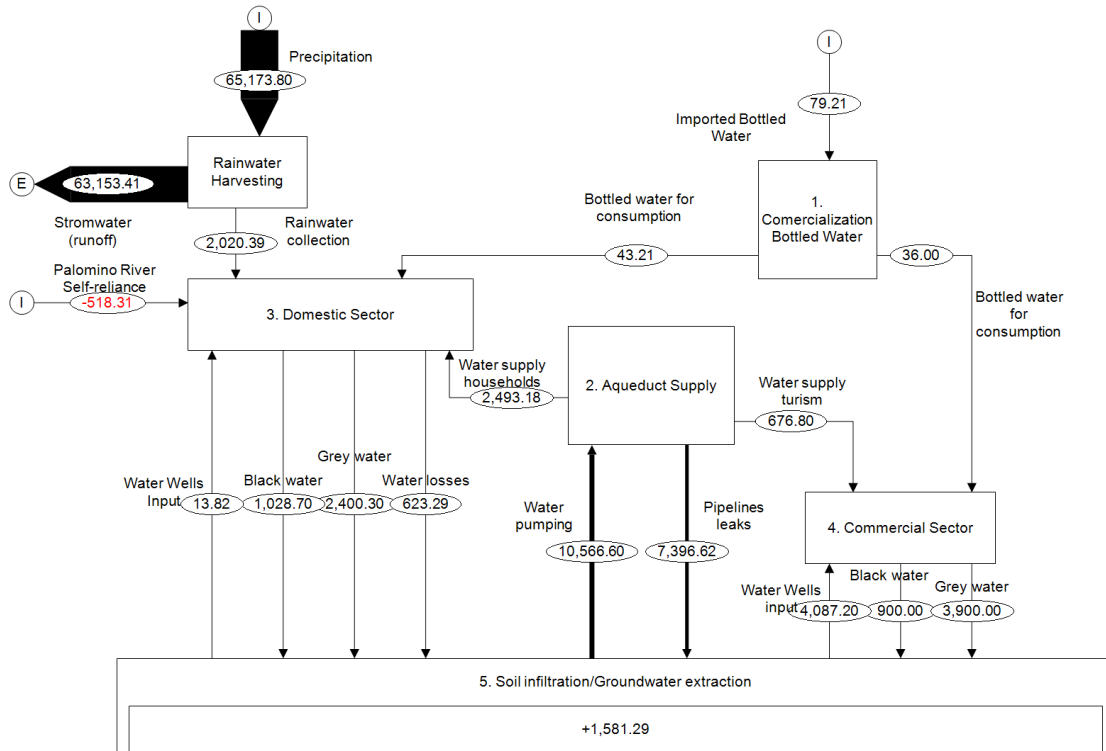 I
Precipitation
65,173.80
I
79.21
Imported Bottled
Water
Rainwater
Harvesting
E
63,153.41
Stromwater
(runoff)
2,020.39
Rainwater
collection
Bottled water for
consumption
43.21
1.
Comercialization
Bottled Water
36.00
Palomino River
Self-reliance
I
-518.31
3. Domestic Sector
Bottled water
for
consumption
Water supply
households
2,493.18
2. Aqueduct Supply
Water supply
turism
676.80
Water Wells
Input
13.82
Black water
1,028.70
Grey water
2,400.30
Water losses
623.29
Water
pumping
10,566.60
Pipelines
leaks
7,396.62
4. Commercial Sector
Water Wells
input
4,087.20
Black water
900.00
Grey water
3,900.00
5. Soil infiltration/Groundwater extraction
+1,581.29